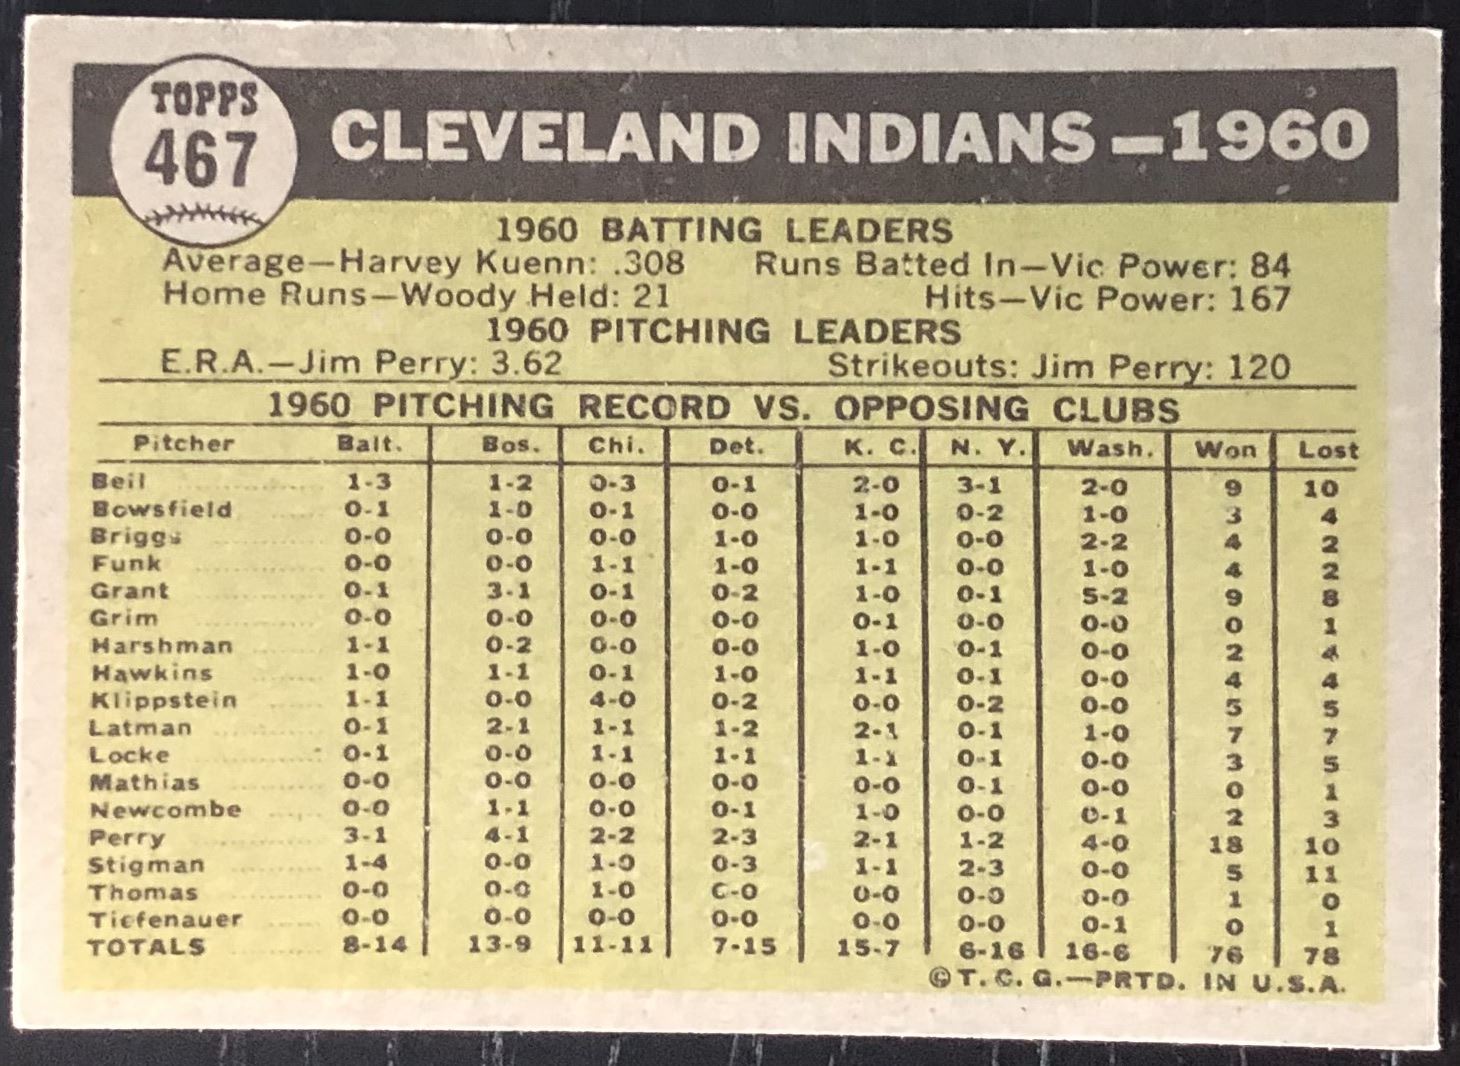 TOPPS
467
CLEVELAND INDIANS—1960
1960 BATTING LEADERS
Average—Harvey Kuenn: .308 Runs Batted In—Vic Power: 84
Home Runs—Woody Held: 21 Hits—Vic Power: 167
1960 PITCHING LEADERS
E.R.A.—Jim Perry: 3.62 Strikeouts: Jim Perry: 120
1960 PITCHING RECORD VS. OPPOSING CLUBS
Pitcher Balt. Bos. Chi. Det. K. C. N. Y. Wash. Won Lost
Beil 1-3 1-2 0-3 0-1 2-0 3-1 2-0 9 10
Bowsfield 0-1 1-0 0-1 0-0 1-0 0-2 1-0 3 4
Briggs 0-0 0-0 0-0 1-0 1-0 0-0 2-2 4 2
Funk 0-0 0-0 1-1 1-0 1-1 0-0 1-0 4 2
Grant 0-1 3-1 0-1 0-2 1-0 0-1 5-2 9 8
Grim 0-0 0-0 0-0 0-0 0-1 0-0 0-0 0 1
Harshman 1-1 0-2 0-0 0-0 1-0 0-1 0-0 2 4
Hawkins 1-0 1-1 0-1 1-0 1-1 0-1 0-0 4 4
Klippstein 1-1 0-0 4-0 0-2 0-0 0-2 0-0 5 5
Latman 0-1 2-1 1-1 1-2 2-1 0-1 1-0 7 7
Locke 0-1 0-0 1-1 1-1 1-1 0-1 0-0 3 5
Mathias 0-0 0-0 0-0 0-0 0-0 0-1 0-0 0 1
Newcombe 0-0 1-1 0-0 0-1 1-0 0-0 0-1 2 3
Perry 3-1 4-1 2-2 2-3 2-1 1-2 4-0 18 10
Stigman 1-4 0-0 1-0 0-3 1-1 2-3 0-0 5 11
Thomas 0-0 0-0 1-0 0-0 0-0 0-0 0-0 1 0
Tiefenauer 0-0 0-0 0-0 0-0 0-0 0-0 0-1 0 1
TOTALS 8-14 13-9 11-11 7-15 15-7 6-16 16-6 76 78
©T. C. G.—PRTD. IN U.S.A.